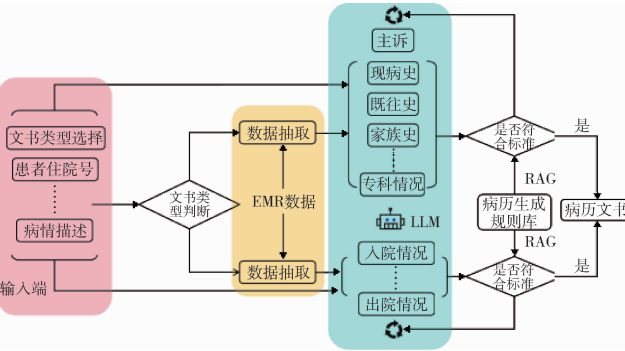 主诉
现病史
既往史
家族史
专科情况
文书类型选择
患者住院号
病情描述
输入端
文书类
型判断
数据抽取
EMR数据
数据抽取
LLM
入院情况
出院情况
是否符
合标准
是
RAG
病历生成
规则库
RAG
病历文书
是否符
合标准
是